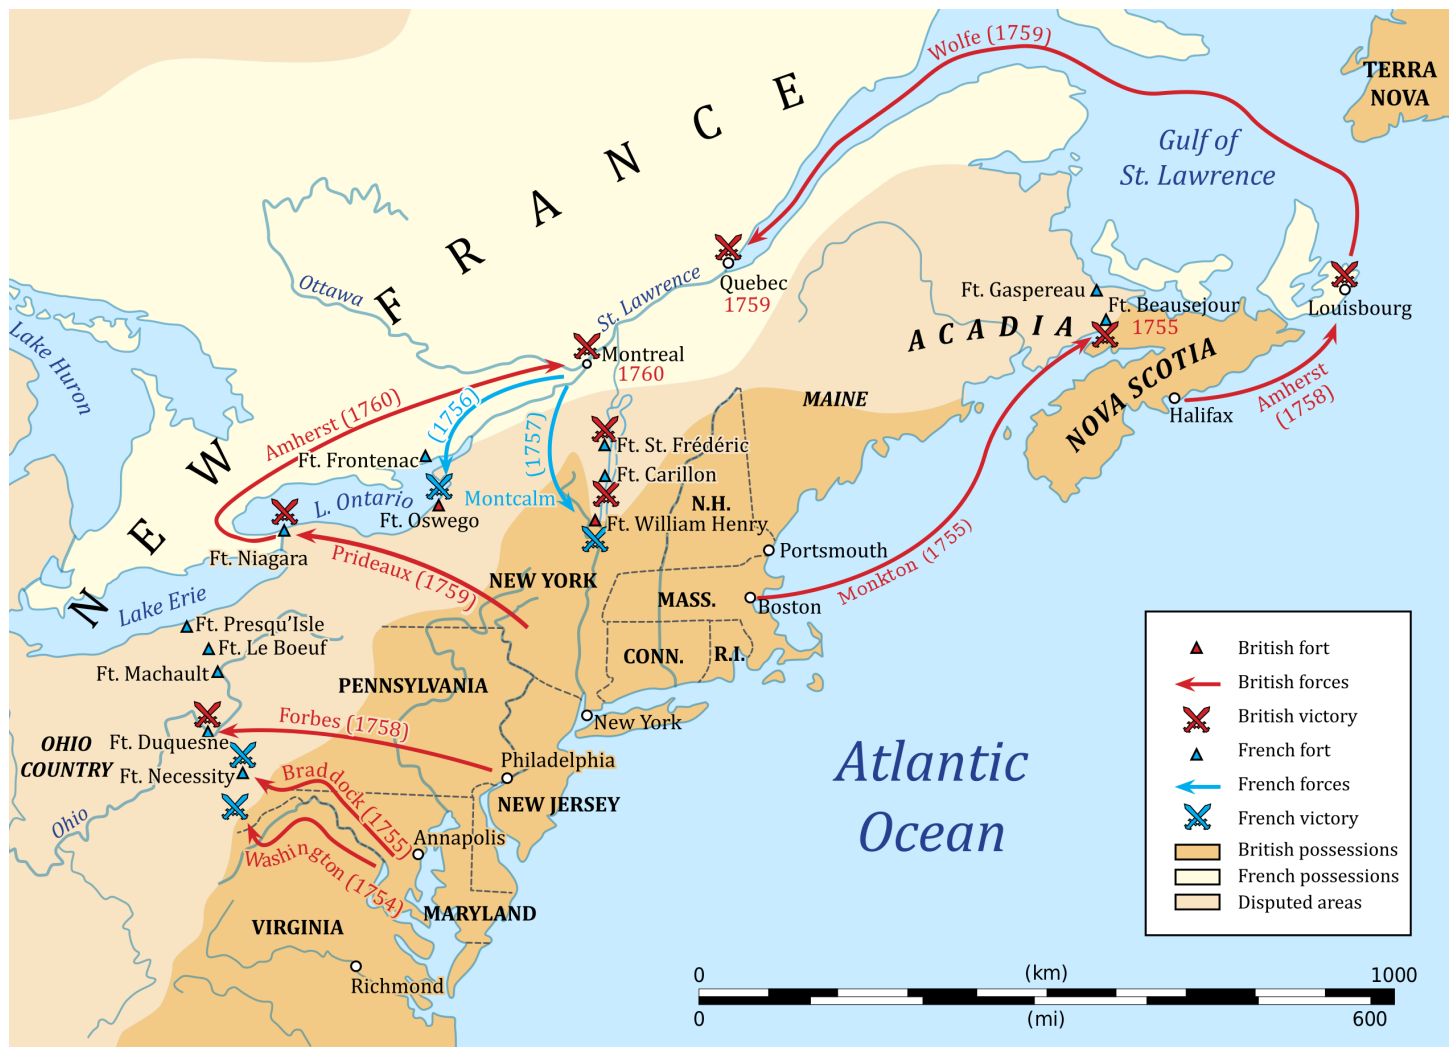 Wolfe (1759)
TERRA
NOVA
Gulf of
St. Lawrence
NEW FRANCE
Ottawa
St. Lawrence
Quebec
1759
Lake Huron
Montreal
1760
Ft. Gaspereau
Ft. Beausejour
1755
ACADIA
Louisbourg
NOVA SCOTIA
Halifax
Amherst
(1758)
MAINE
Amherst (1760)
(1756)
(1757)
Montcalm
Ft. Frontenac
L. Ontario
Ft. Oswego
Ft. St. Frédéric
Ft. Carillon
N.H.
Ft. William Henry
Ft. Niagara
Prideaux (1759)
NEW YORK
Portsmouth
Monkton (1755)
MASS.
Boston
Lake Erie
Ft. Presqu'Isle
Ft. Le Boeuf
Ft. Machault
CONN.
R.I.
PENNSYLVANIA
New York
Forbes (1758)
Ft. Duquesne
OHIO
COUNTRY
Ft. Necessity
Philadelphia
Braddock (1755)
NEW JERSEY
Ohio
Annapolis
Washington (1754)
MARYLAND
VIRGINIA
Richmond
Atlantic
Ocean
British fort
British forces
British victory
French fort
French forces
French victory
British possessions
French possessions
Disputed areas
0 (km) 1000
0 (mi) 600